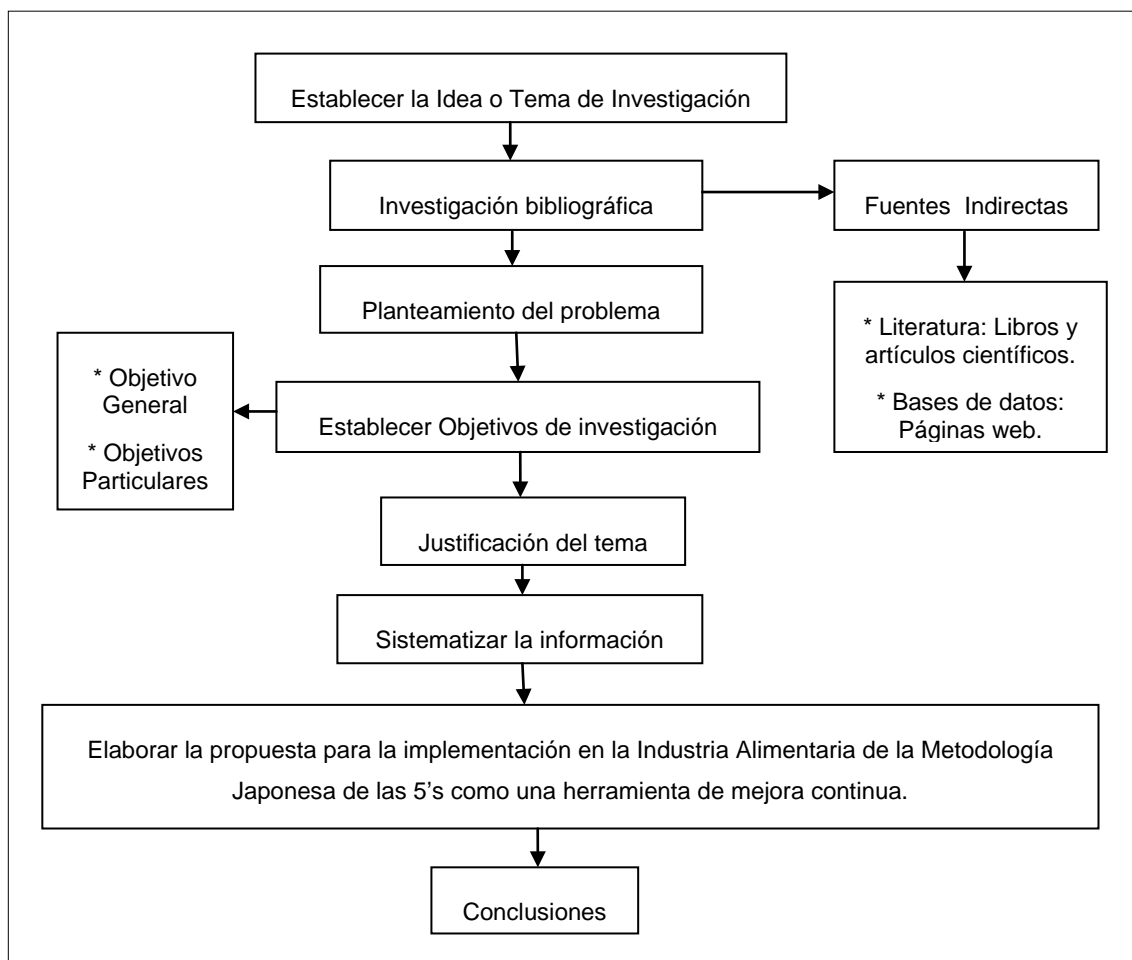 Establecer la Idea o Tema de Investigación
Investigación bibliográfica
Fuentes Indirectas
* Literatura: Libros y
artículos científicos.
* Bases de datos:
Páginas web.
Planteamiento del problema
Establecer Objetivos de investigación
* Objetivo
General
* Objetivos
Particulares
Justificación del tema
Sistematizar la información
Elaborar la propuesta para la implementación en la Industria Alimentaria de la Metodología
Japonesa de las 5’s como una herramienta de mejora continua.
Conclusiones